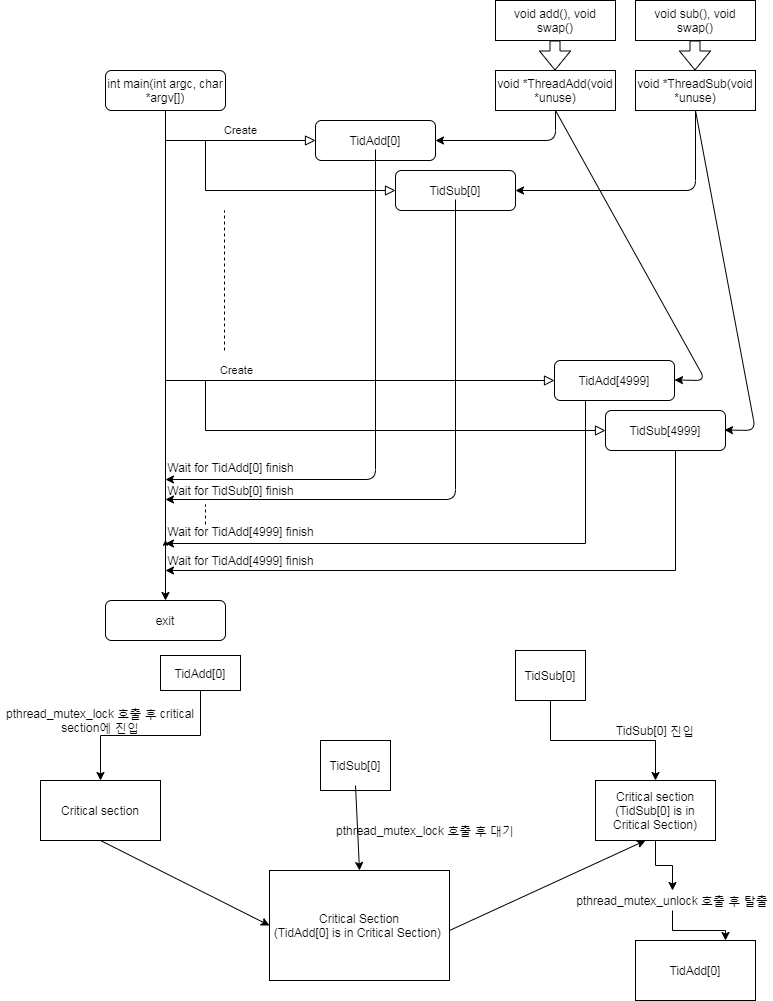 void add(), void
swap()
void sub(), void
swap()
int main(int argc, char
*argv[])
void *ThreadAdd(void
*unuse)
void *ThreadSub(void
*unuse)
Create
TidAdd[0]
TidSub[0]
Create
TidAdd[4999]
TidSub[4999]
Wait for TidAdd[0] finish
Wait for TidSub[0] finish
Wait for TidAdd[4999] finish
Wait for TidAdd[4999] finish
exit
TidAdd[0]
TidSub[0]
pthread_mutex_lock 호출 후 critical
section에 진입
TidSub[0] 진입
TidSub[0]
Critical section
Critical section
(TidSub[0] is in
Critical Section)
pthread_mutex_lock 호출 후 대기
Critical Section
(TidAdd[0] is in Critical Section)
pthread_mutex_unlock 호출 후 탈출
TidAdd[0]